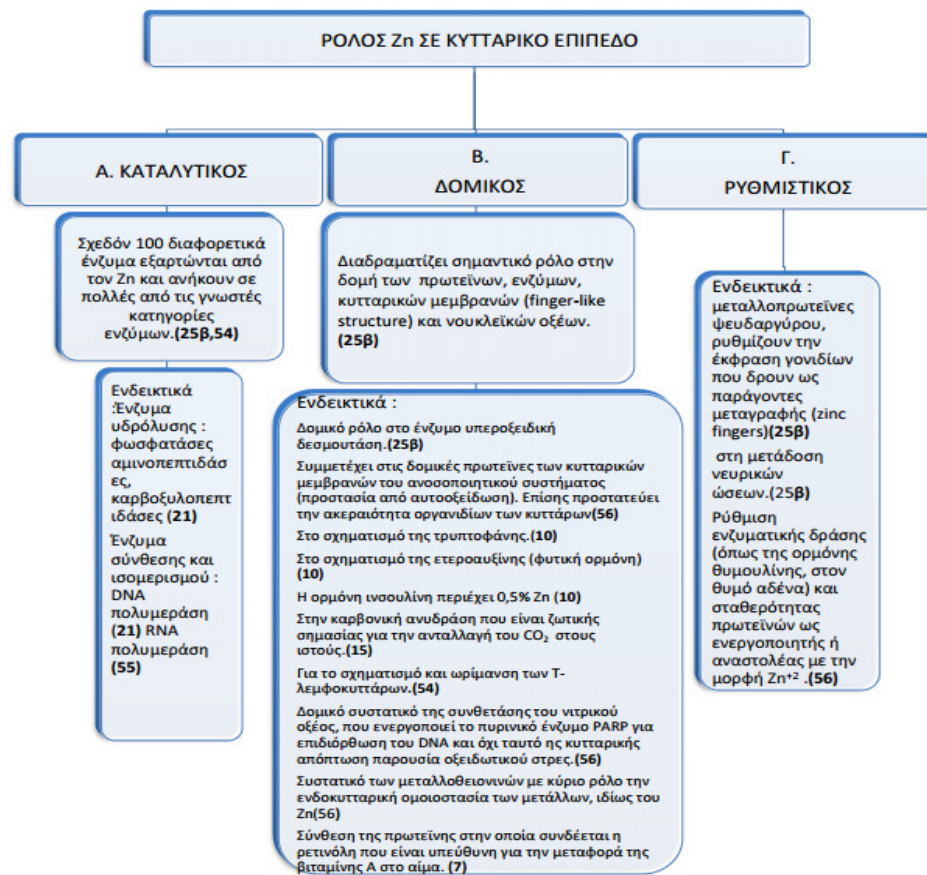 ΡΟΛΟΣ Zn ΣΕ ΚΥΤΤΑΡΙΚΟ ΕΠΙΠΕΔΟ
Α. ΚΑΤΑΛΥΤΙΚΟΣ
Σχεδόν 100 διαφορετικά
ένζυμα εξαρτώνται από
τον Zn και ανήκουν σε
πολλές από τις γνωστές
κατηγορίες
ενζύμων.(25β,54)
Ενδεικτικά
:Ένζυμα
υδρόλυσης :
φωσφατάσες
αμινοπεπτιδάσ
ες,
καρβοξυλοπεπτ
ιδάσες (21)
Ένζυμα
σύνθεσης και
ισομερισμού :
DNA
πολυμεράση
(21) RNA
πολυμεράση
(55)
Β.
ΔΟΜΙΚΟΣ
Διαδραματίζει σημαντικό ρόλο στην
δομή των πρωτεϊνων, ενζύμων,
κυτταρικών μεμβρανών (finger-like
structure) και νουκλεϊκών οξέων.
(25β)
Ενδεικτικά :
Δομικό ρόλο στο ένζυμο υπεροξειδική
δεσμουτάση.(25β)
Συμμετέχει στις δομικές πρωτεϊνες των κυτταρικών
μεμβρανών του ανοσοποιητικού συστήματος
(προστασία από αυτοοξείδωση). Επίσης προστατεύει
την ακεραιότητα οργανιδίων των κυττάρων(56)
Στο σχηματισμό της τρυπτοφάνης.(10)
Στο σχηματισμό της ετεροαυξίνης (φυτική ορμόνη)
(10)
Η ορμόνη ινσουλίνη περιέχει 0,5% Zn (10)
Στην καρβονική ανυδράση που είναι ζωτικής
σημασίας για την ανταλλαγή του CO₂ στους
ιστούς.(15)
Για το σχηματισμό και ωρίμανση των Τ-
λεμφοκυττάρων.(54)
Δομικό συστατικό της συνθετάσης του νιτρικού
οξέος, που ενεργοποιεί το πυρινικό ένζυμο PARP για
επιδιόρθωση του DNA και όχι ταυτό ης κυτταρικής
απόπτωση παρουσία οξειδωτικού στρες.(56)
Συστατικό των μεταλλοθειονινών με κύριο ρόλο την
ενδοκυτταρική ομοιοστασία των μετάλλων, ιδίως του
Zn(56)
Σύνθεση της πρωτεϊνης στην οποία συνδέεται η
ρετινόλη που είναι υπεύθυνη για την μεταφορά της
βιταμίνης Α στο αίμα. (7)
Γ.
ΡΥΘΜΙΣΤΙΚΟΣ
Ενδεικτικά :
μεταλλοπρωτεϊνες
ψευδαργύρου,
ρυθμίζουν την
έκφραση γονιδίων
που δρουν ως
παράγοντες
μεταγραφής (zinc
fingers)(25β)
στη μετάδοση
νευρικών
ώσεων.(25β)
Ρύθμιση
ενζυματικής δράσης
(όπως της ορμόνης
θυμουλίνης, στον
θυμό αδένα) και
σταθερότητας
πρωτεϊνών ως
ενεργοποιητής ή
αναστολέας με την
μορφή Zn⁺² .(56)